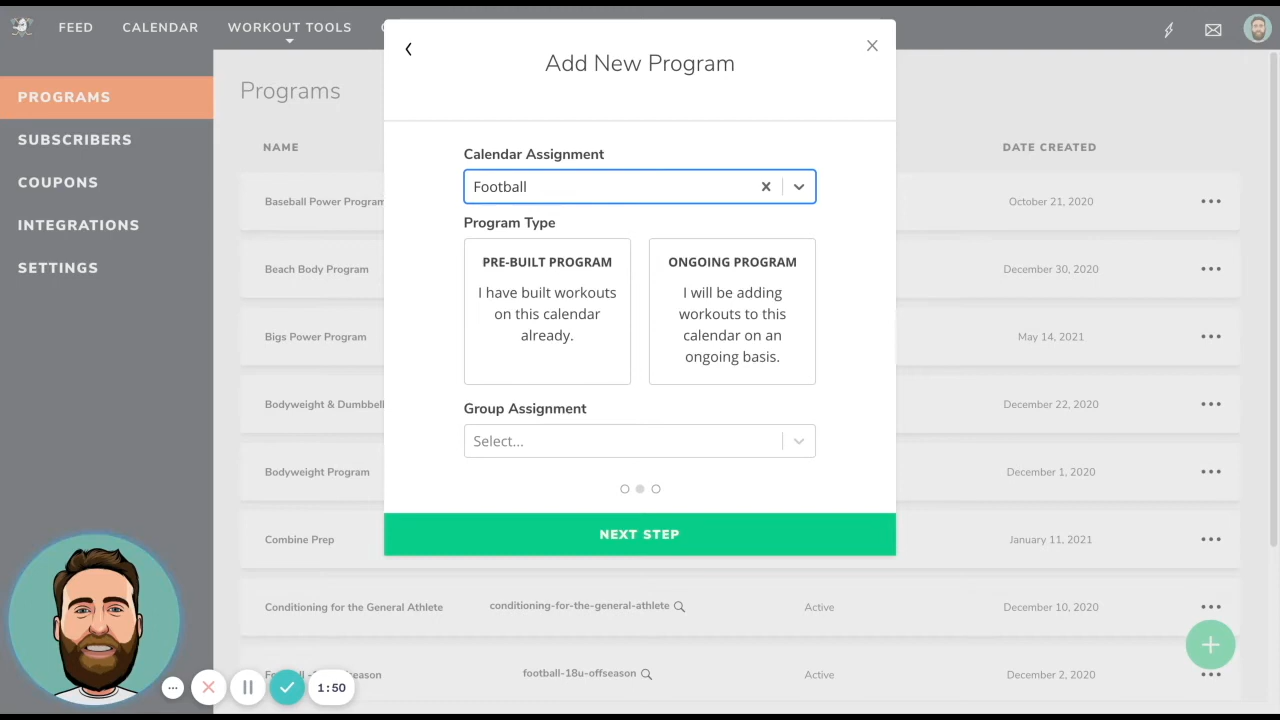 FEED
CALENDAR
WORKOUT TOOLS
Add New Program
PROGRAMS
SUBSCRIBERS
COUPONS
INTEGRATIONS
SETTINGS
Programs
NAME
DATE CREATED
Calendar Assignment
Football
Program Type
PRE-BUILT PROGRAM
I have built workouts
on this calendar
already.
ONGOING PROGRAM
I will be adding
workouts to this
calendar on an
ongoing basis.
Group Assignment
Select...
NEXT STEP
Baseball Power Program
October 21, 2020
Beach Body Program
December 30, 2020
Bigs Power Program
May 14, 2021
Bodyweight & Dumbbell
December 22, 2020
Bodyweight Program
December 1, 2020
Combine Prep
January 11, 2021
Conditioning for the General Athlete
conditioning-for-the-general-athlete
Active
December 10, 2020
football-18u-offseason
Active
December 2, 2020
1:50